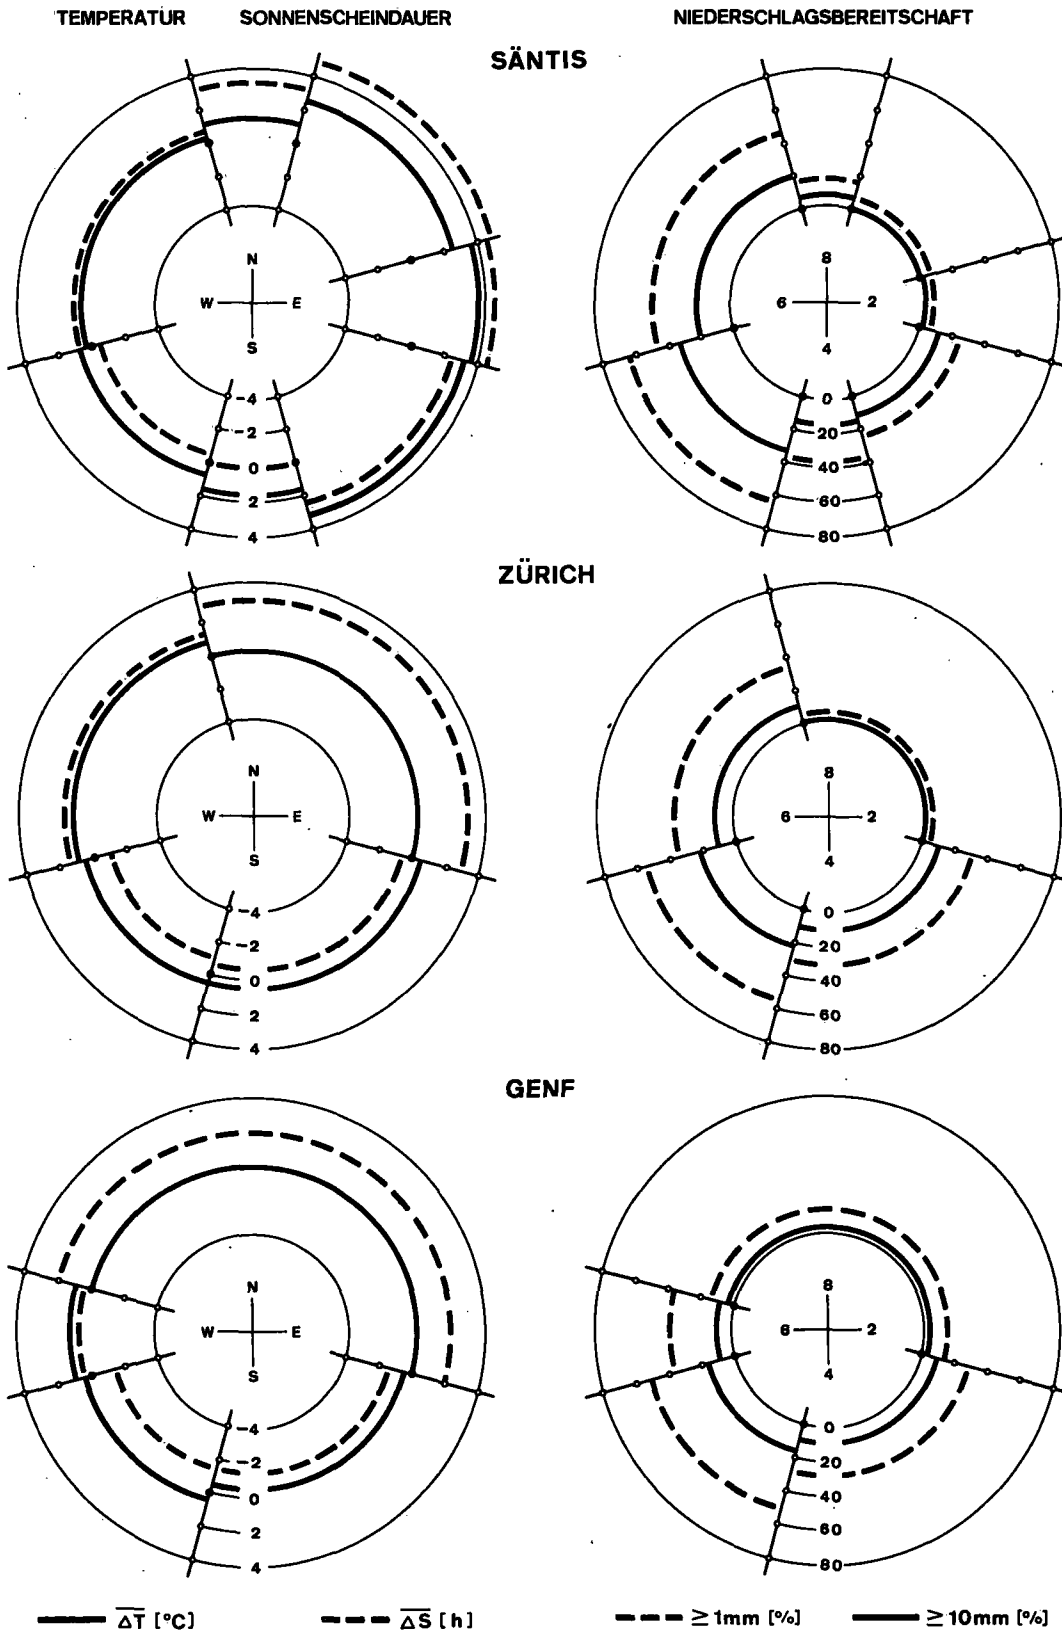 TEMPERATUR SONNENSCHEINDAUER NIEDERSCHLAGSBEREITSCHAFT
SÄNTIS
N
W E
S
-4
-2
0
2
4
8
6 2
4
0
20
40
60
80
ZÜRICH
N
W E
S
-4
-2
0
2
4
8
6 2
4
0
20
40
60
80
GENF
N
W E
S
-4
-2
0
2
4
8
6 2
4
0
20
40
60
80
ΔT [°C] ΔS [h] ≥ 1mm [%] ≥ 10mm [%]